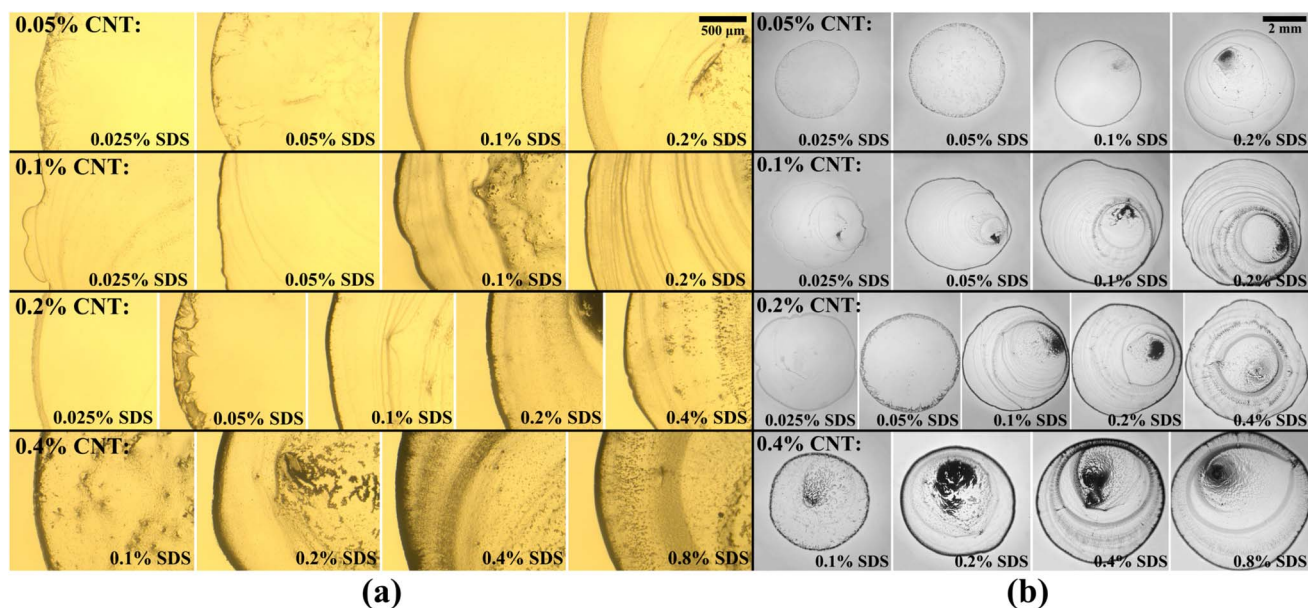 0.05% CNT:
500 µm
0.025% SDS
0.05% SDS
0.1% SDS
0.2% SDS
0.1% CNT:
0.025% SDS
0.05% SDS
0.1% SDS
0.2% SDS
0.2% CNT:
0.025% SDS
0.05% SDS
0.1% SDS
0.2% SDS
0.4% SDS
0.4% CNT:
0.1% SDS
0.2% SDS
0.4% SDS
0.8% SDS
(a)
0.05% CNT:
2 mm
0.025% SDS
0.05% SDS
0.1% SDS
0.2% SDS
0.1% CNT:
0.025% SDS
0.05% SDS
0.1% SDS
0.2% SDS
0.2% CNT:
0.025% SDS
0.05% SDS
0.1% SDS
0.2% SDS
0.4% SDS
0.4% CNT:
0.1% SDS
0.2% SDS
0.4% SDS
0.8% SDS
(b)